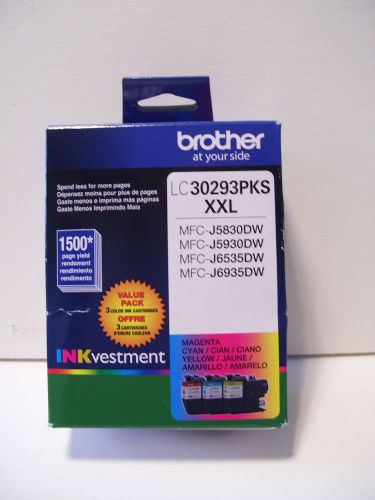 brother
at your side
Spend less for more pages
Dépensez moins pour plus de pages
Gaste menos e imprima más páginas
Gaste Menos Imprimindo Mais
LC30293PKS
XXL
MFC-J5830DW
MFC-J5930DW
MFC-J6535DW
MFC-J6935DW
1500*
page yield
rendement
rendimiento
rendimento
VALUE
PACK
3 COLOR INK CARTRIDGES
OFFRE
3 CARTOUCHES
D'ENCRE COULEUR
INKvestment
MAGENTA
CYAN / CIAN / CIANO
YELLOW / JAUNE /
AMARILLO / AMARELO